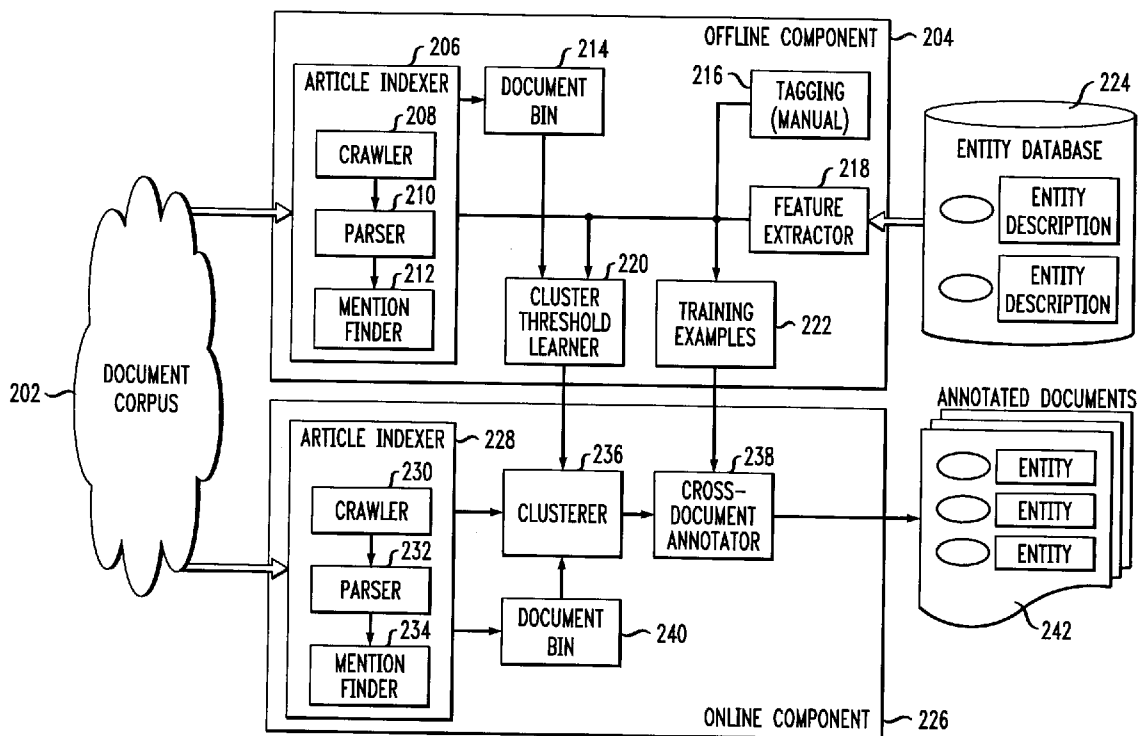 OFFLINE COMPONENT
204
206
ARTICLE INDEXER
208
CRAWLER
210
PARSER
212
MENTION
FINDER
214
DOCUMENT
BIN
216
TAGGING
(MANUAL)
218
FEATURE
EXTRACTOR
220
CLUSTER
THRESHOLD
LEARNER
TRAINING
EXAMPLES
222
224
ENTITY DATABASE
ENTITY
DESCRIPTION
ENTITY
DESCRIPTION
202
DOCUMENT
CORPUS
ARTICLE INDEXER
228
230
CRAWLER
232
PARSER
234
MENTION
FINDER
236
CLUSTERER
238
CROSS-
DOCUMENT
ANNOTATOR
DOCUMENT
BIN
240
ONLINE COMPONENT
226
ANNOTATED DOCUMENTS
ENTITY
ENTITY
ENTITY
242